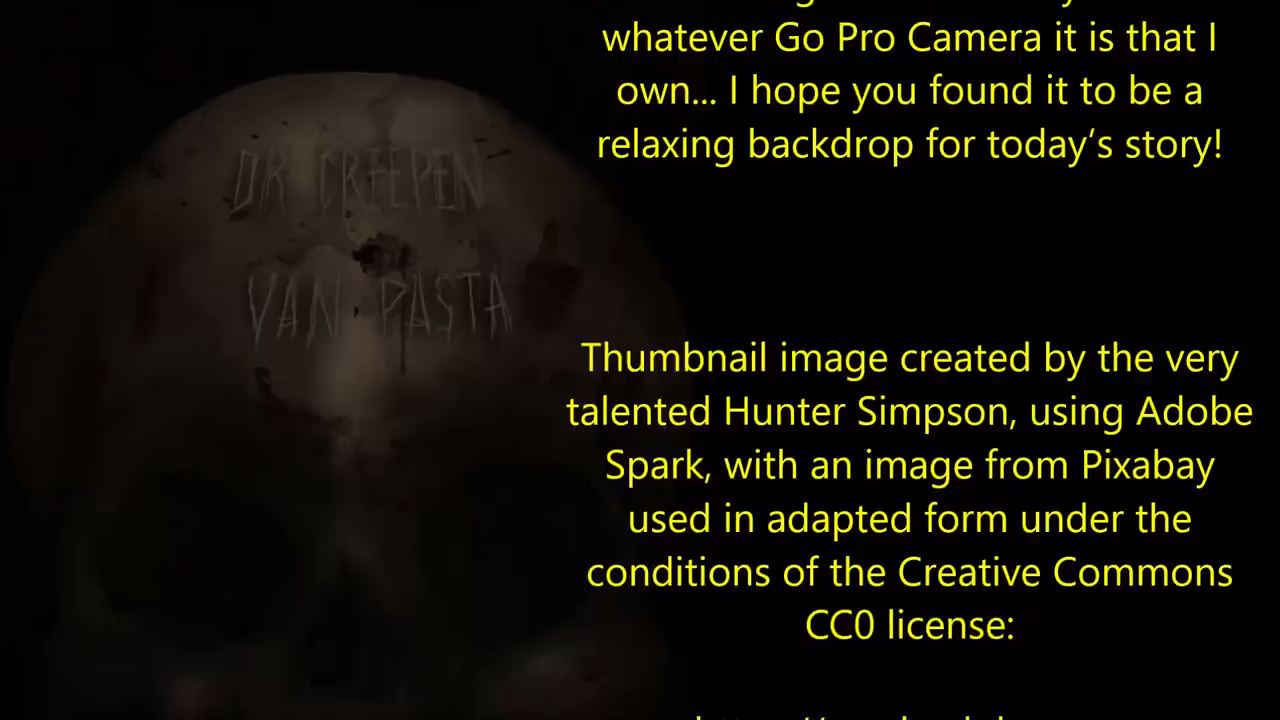 whatever Go Pro Camera it is that I
own... I hope you found it to be a
relaxing backdrop for today's story!
DR CREEPEN
VAN PASTA
Thumbnail image created by the very
talented Hunter Simpson, using Adobe
Spark, with an image from Pixabay
used in adapted form under the
conditions of the Creative Commons
CC0 license: